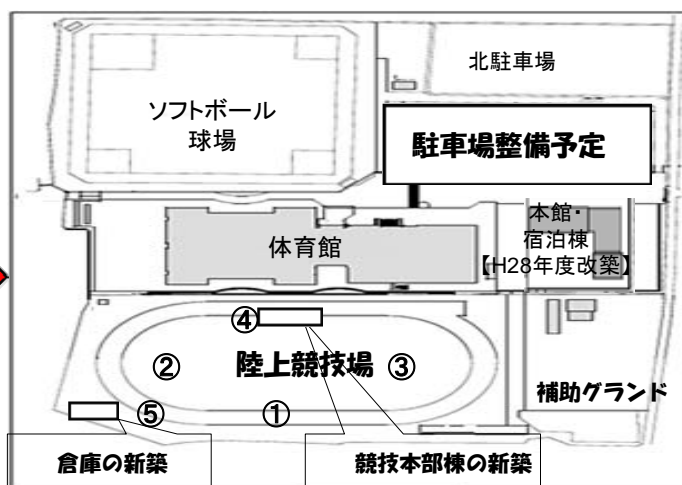 北駐車場
ソフトボール
球場
駐車場整備予定
本館・
宿泊棟
【H28年度改築】
体育館
④
②
陸上競技場
③
補助グランド
⑤
①
倉庫の新築
競技本部棟の新築